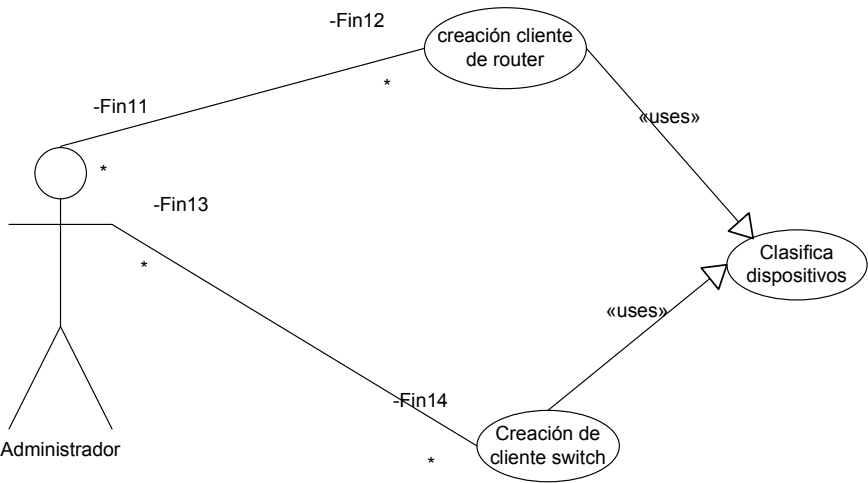 -Fin12
creación cliente
de router
*
-Fin11
«uses»
*
-Fin13
Clasifica
dispositivos
*
«uses»
-Fin14
Creación de
cliente switch
Administrador
*